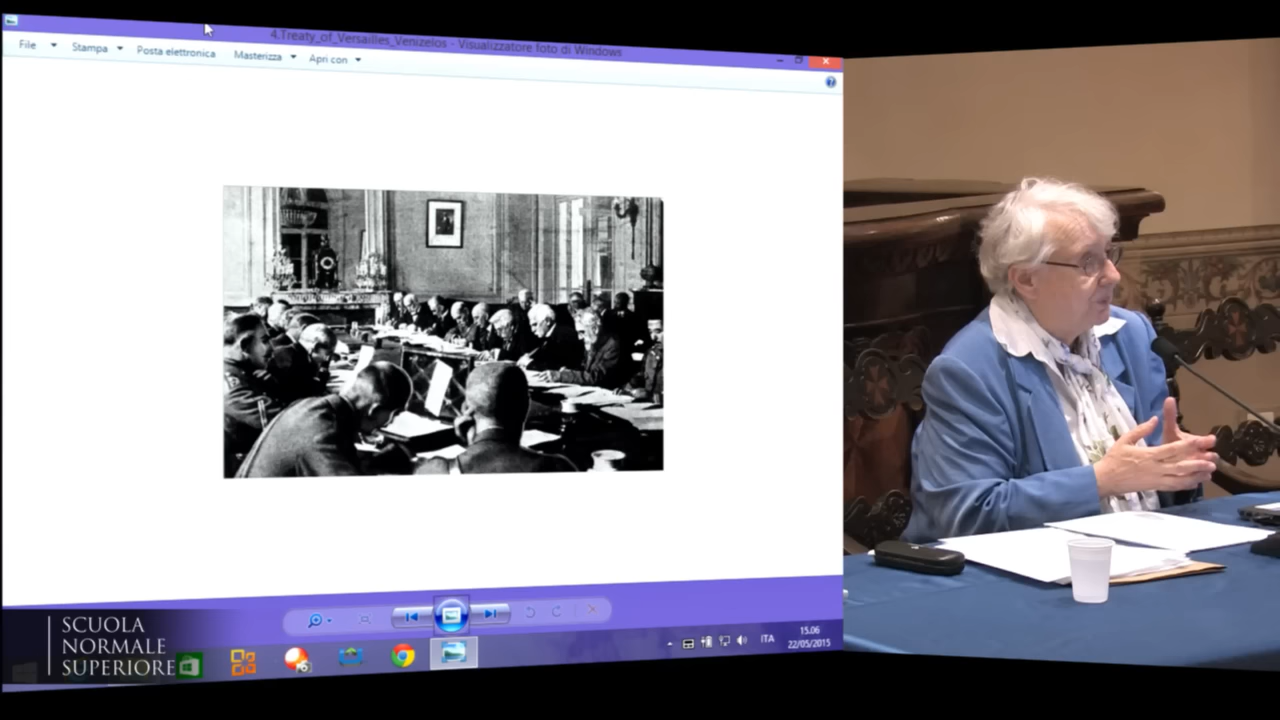 4.Treaty_of_Versailles_Venizelos - Visualizzatore foto di Windows
File Stampa Posta elettronica Masterizza Apri con
SCUOLA
NORMALE
SUPERIORE
ITA
15.06
22/05/2015